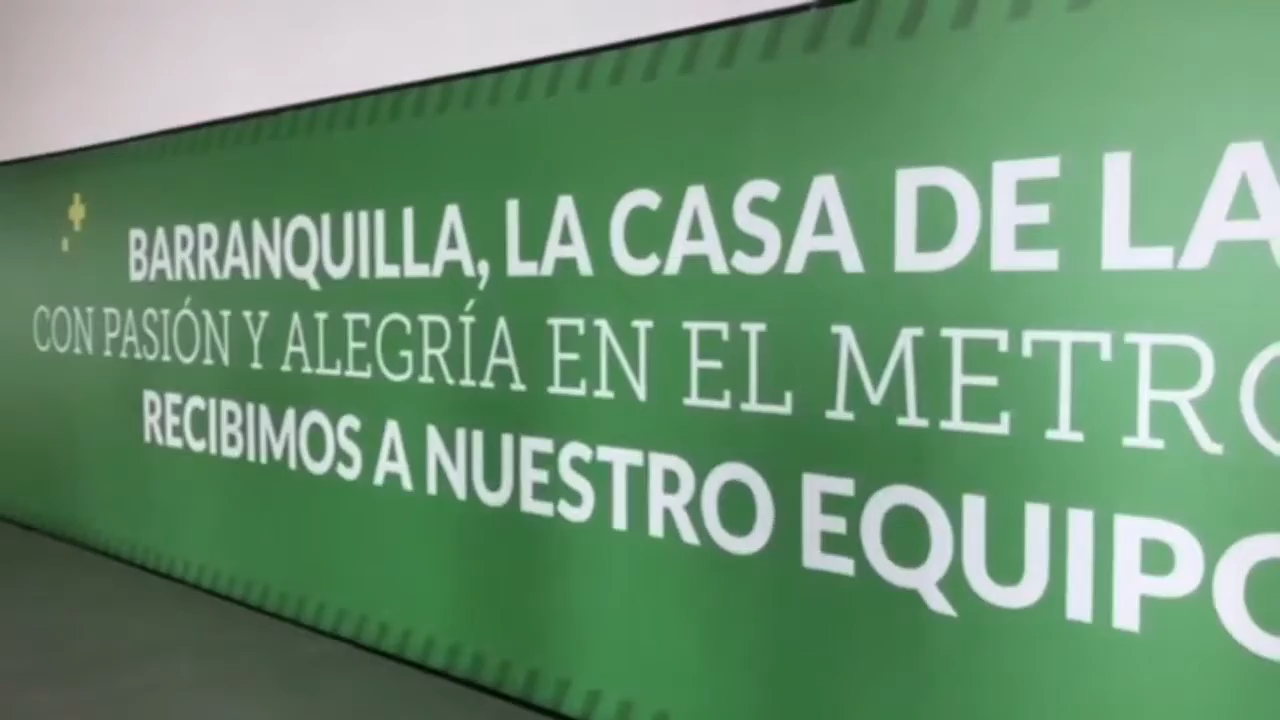 BARRANQUILLA, LA CASA DE LA
CON PASIÓN Y ALEGRÍA EN EL METRO
RECIBIMOS A NUESTRO EQUIPO